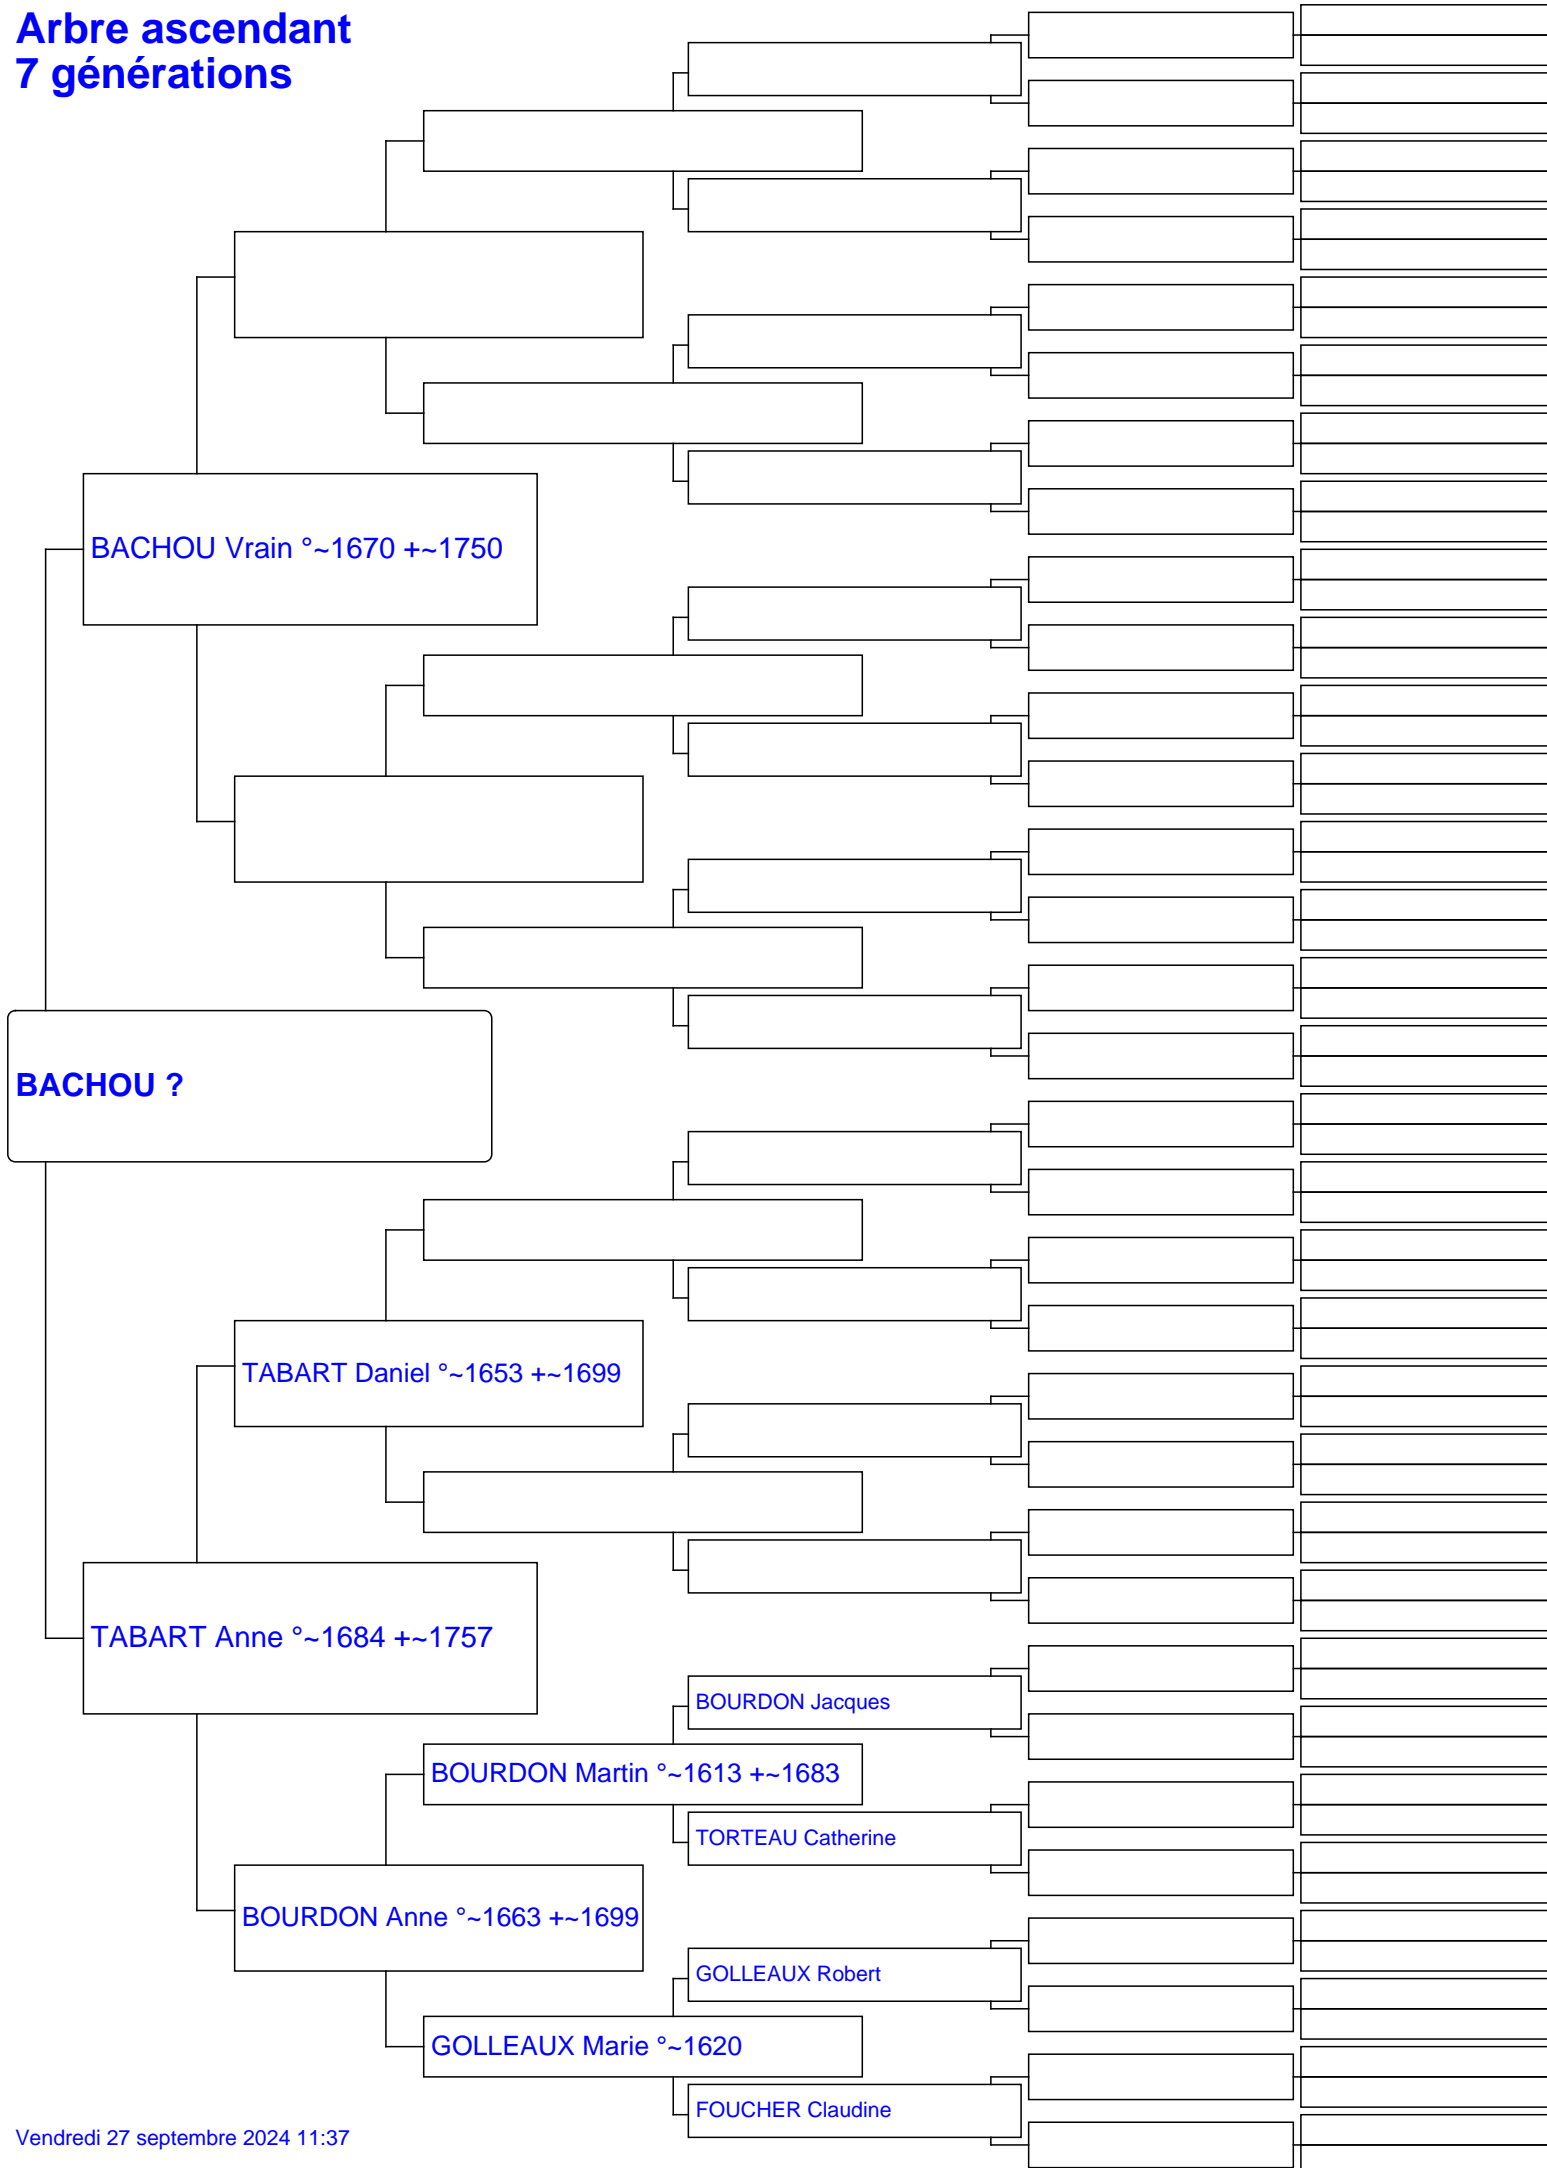 Arbre ascendant
7 générations
BACHOU Vrain °~1670 +~1750
BACHOU ?
TABART Daniel °~1653 +~1699
TABART Anne °~1684 +~1757
BOURDON Jacques
BOURDON Martin °~1613 +~1683
TORTEAU Catherine
BOURDON Anne °~1663 +~1699
GOLLEAUX Robert
GOLLEAUX Marie °~1620
FOUCHER Claudine
Vendredi 27 septembre 2024 11:37